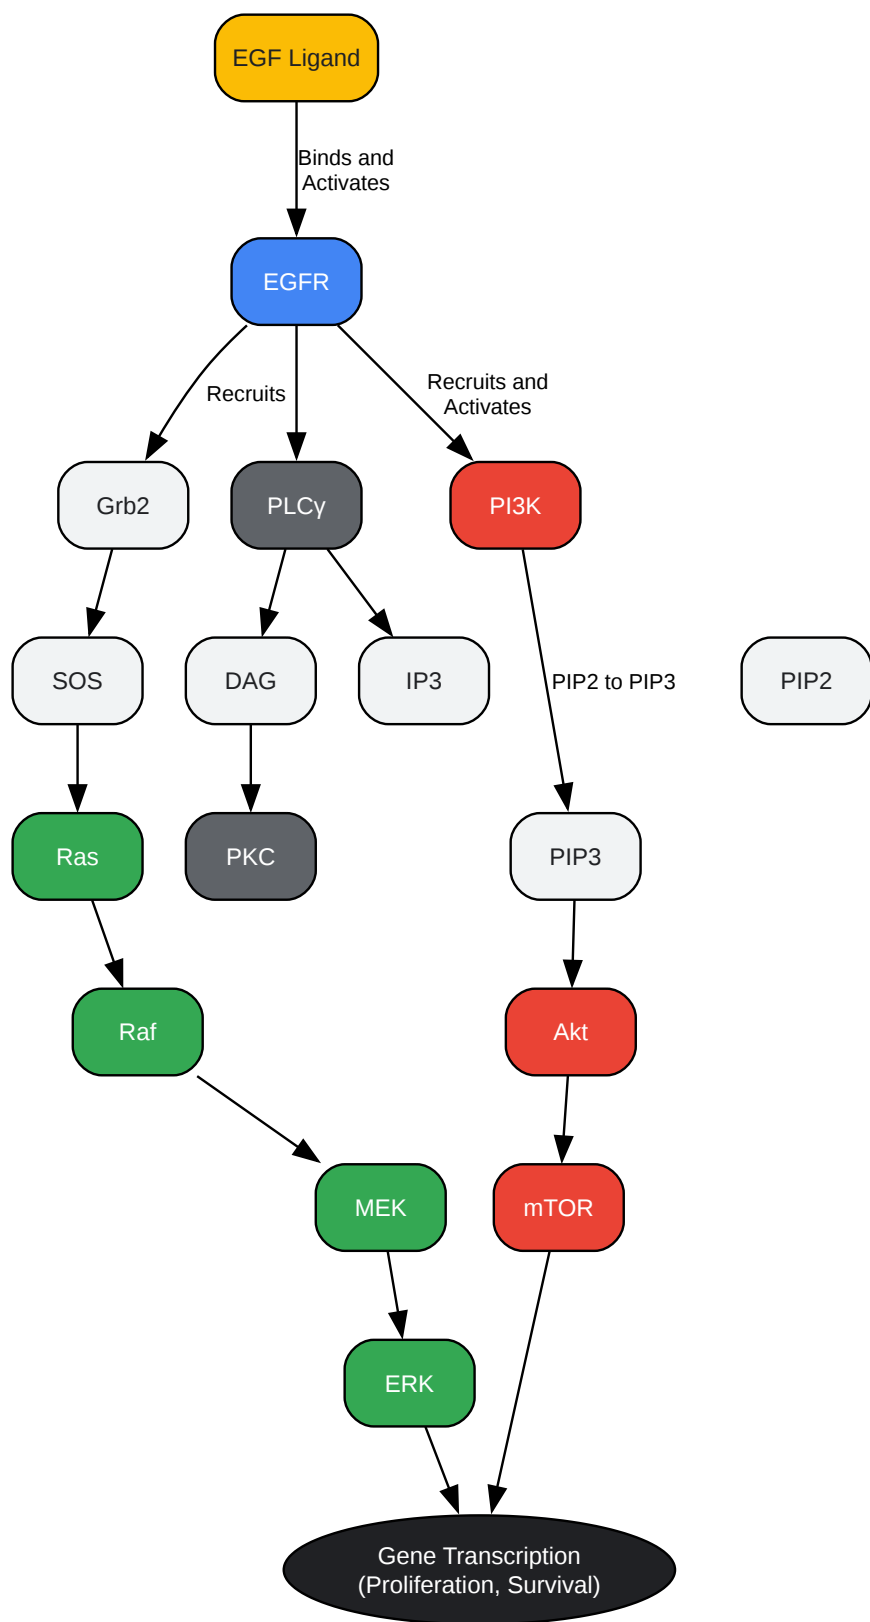 EGF Ligand
Binds and
Activates
EGFR
Recruits
Recruits and
Activates
Grb2
PLCγ
PI3K
SOS
DAG
IP3
PIP2 to PIP3
PIP2
Ras
PKC
PIP3
Raf
Akt
MEK
mTOR
ERK
Gene Transcription
(Proliferation, Survival)